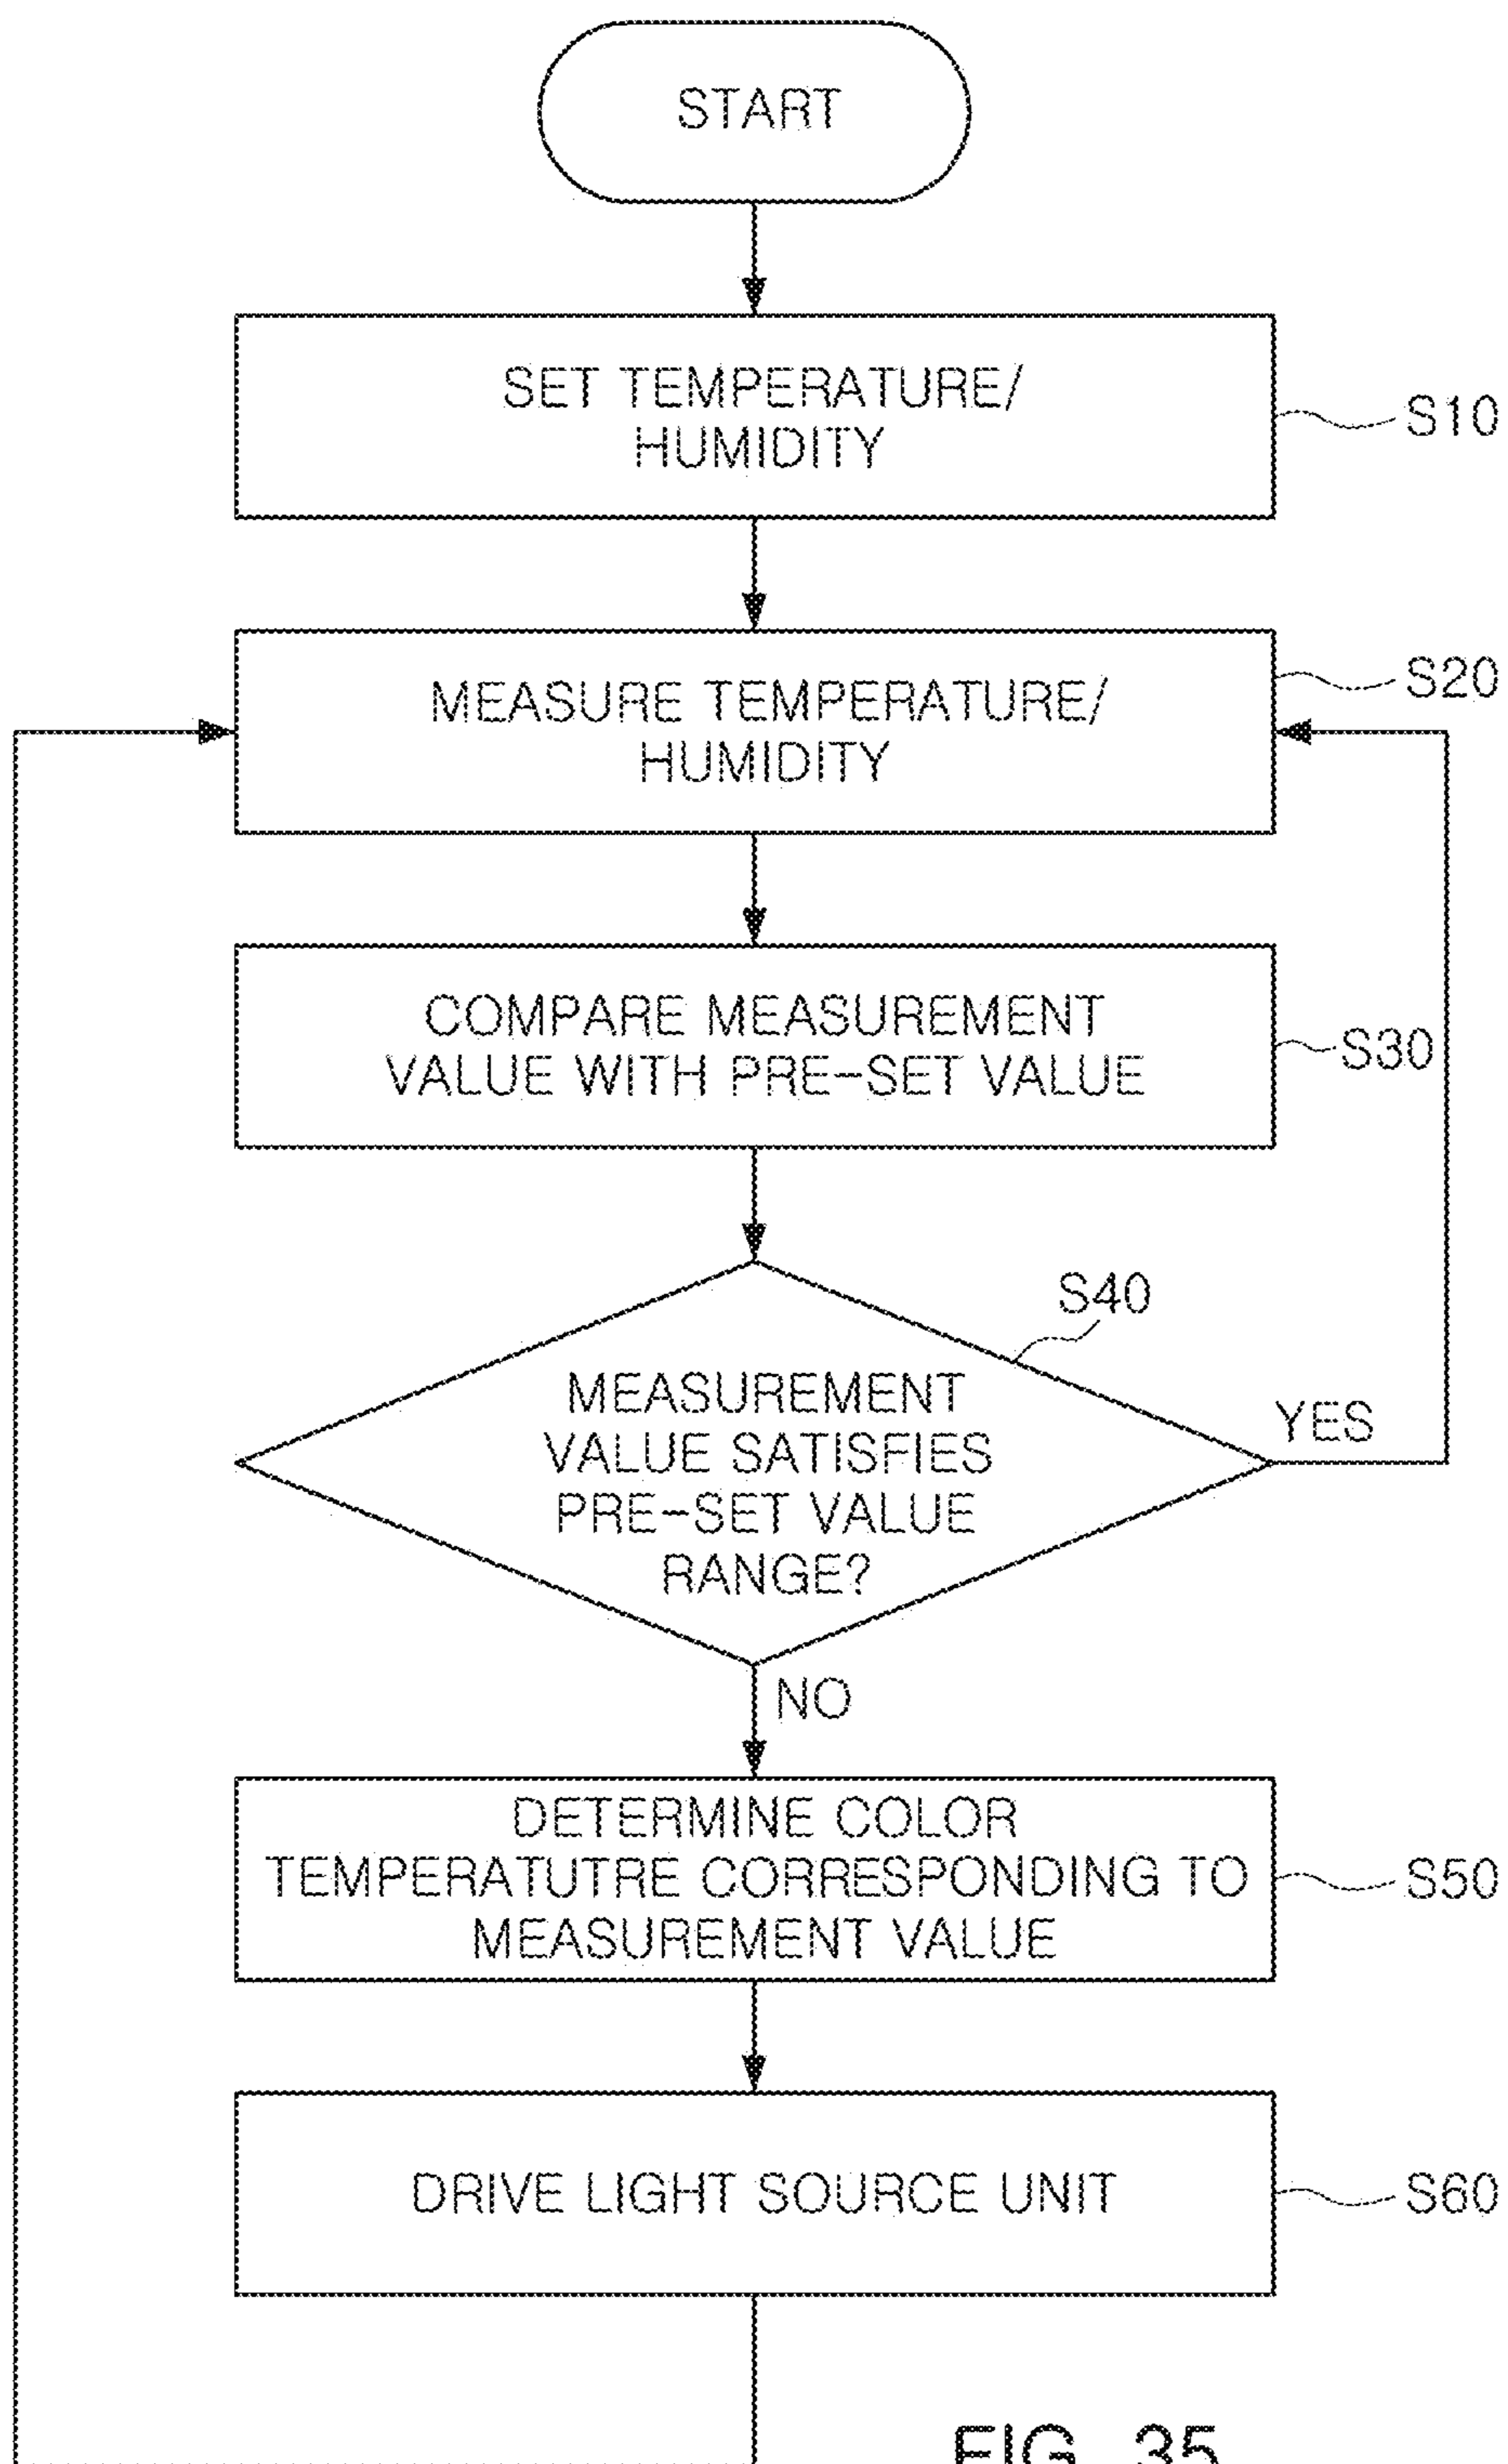 START
SET TEMPERATURE/
HUMIDITY
S10
MEASURE TEMPERATURE/
HUMIDITY
S20
COMPARE MEASUREMENT
VALUE WITH PRE-SET VALUE
S30
S40
MEASUREMENT
VALUE SATISFIES
PRE-SET VALUE
RANGE?
YES
NO
DETERMINE COLOR
TEMPERATUTRE CORRESPONDING TO
MEASUREMENT VALUE
S50
DRIVE LIGHT SOURCE UNIT
S60
FIG. 35